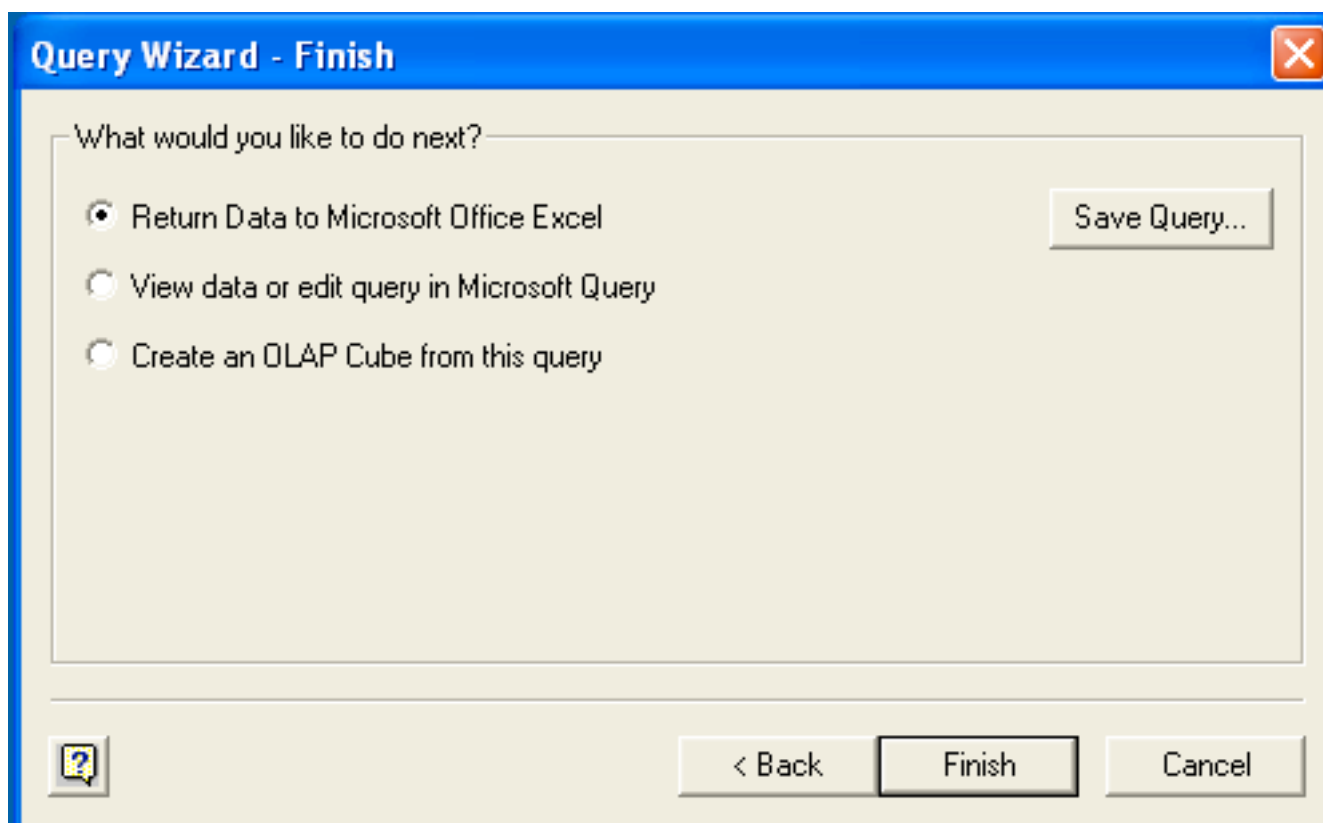 Query Wizard - Finish
What would you like to do next?
Return Data to Microsoft Office Excel
Save Query...
View data or edit query in Microsoft Query
Create an OLAP Cube from this query
?
< Back
Finish
Cancel